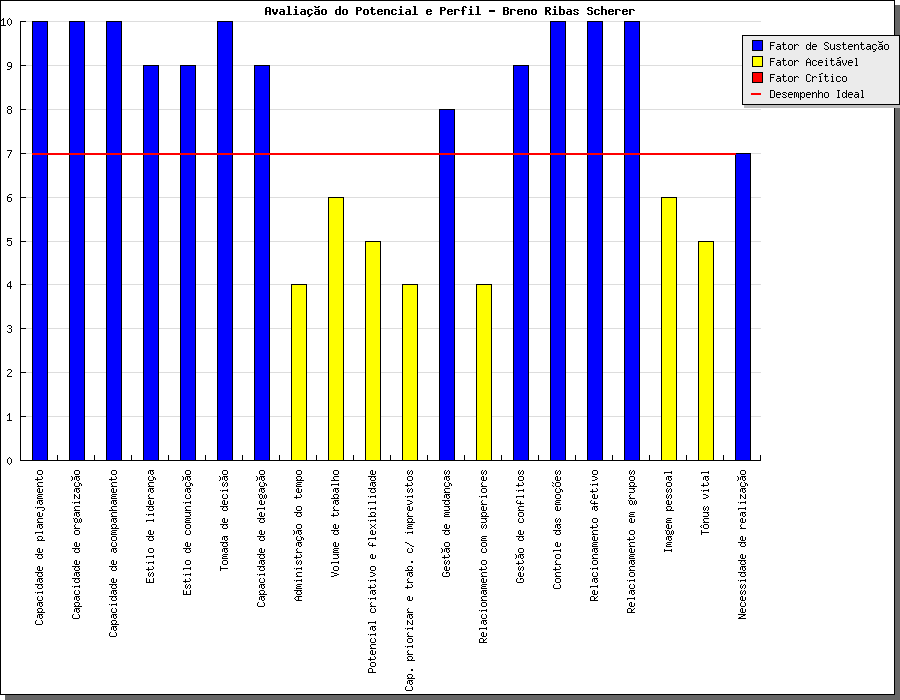 Avaliação do Potencial e Perfil - Breno Ribas Scherer
Fator de Sustentação
Fator Aceitável
Fator Crítico
Desempenho Ideal
10
9
8
7
6
5
4
3
2
1
0
Capacidade de planejamento
Capacidade de organização
Capacidade de acompanhamento
Estilo de liderança
Estilo de comunicação
Tomada de decisão
Capacidade de delegação
Administração do tempo
Volume de trabalho
Potencial criativo e flexibilidade
Cap. priorizar e trab. c/ imprevistos
Gestão de mudanças
Relacionamento com superiores
Gestão de conflitos
Controle das emoções
Relacionamento afetivo
Relacionamento em grupos
Imagem pessoal
Tônus vital
Necessidade de realização